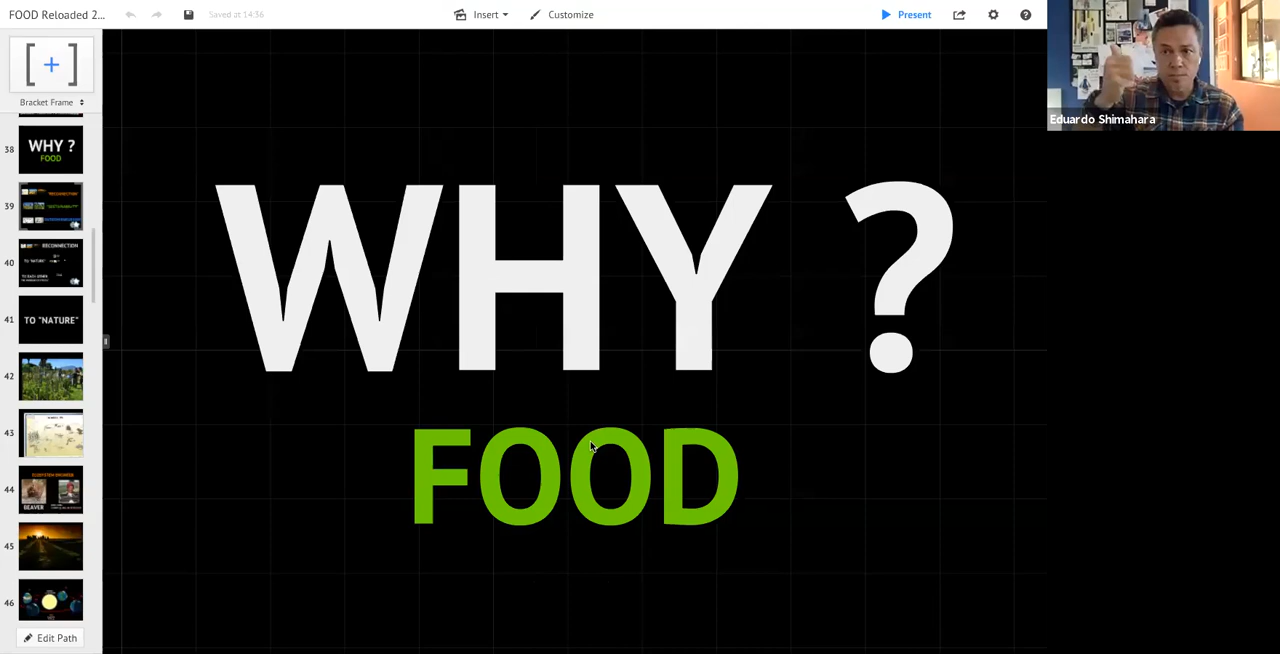 FOOD Reloaded 2...
Saved at 14:36
Insert
Customize
Present
Eduardo Shimahara
Bracket Frame
38
WHY ?
FOOD
39
40
RECONNECTION
41
TO "NATURE"
42
43
44
BEAVER
45
46
Edit Path
WHY ?
FOOD